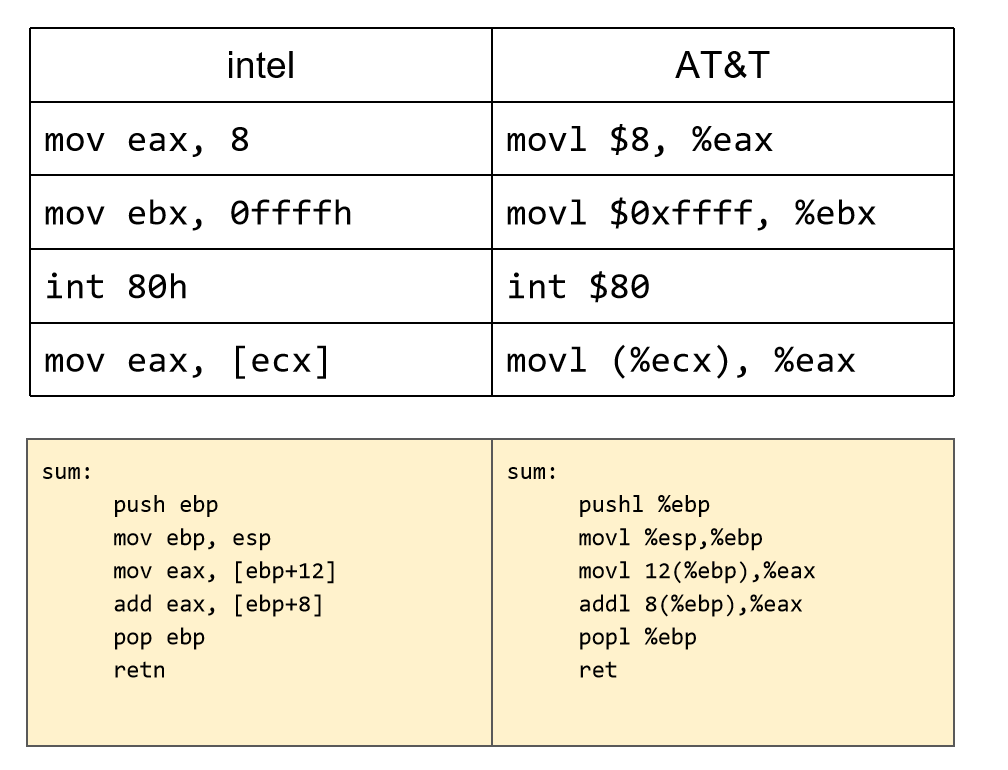 intel AT&T
mov eax, 8 movl $8, %eax
mov ebx, 0ffffh movl $0xffff, %ebx
int 80h int $80
mov eax, [ecx] movl (%ecx), %eax
sum:
push ebp
mov ebp, esp
mov eax, [ebp+12]
add eax, [ebp+8]
pop ebp
retn
sum:
pushl %ebp
movl %esp,%ebp
movl 12(%ebp),%eax
addl 8(%ebp),%eax
popl %ebp
ret